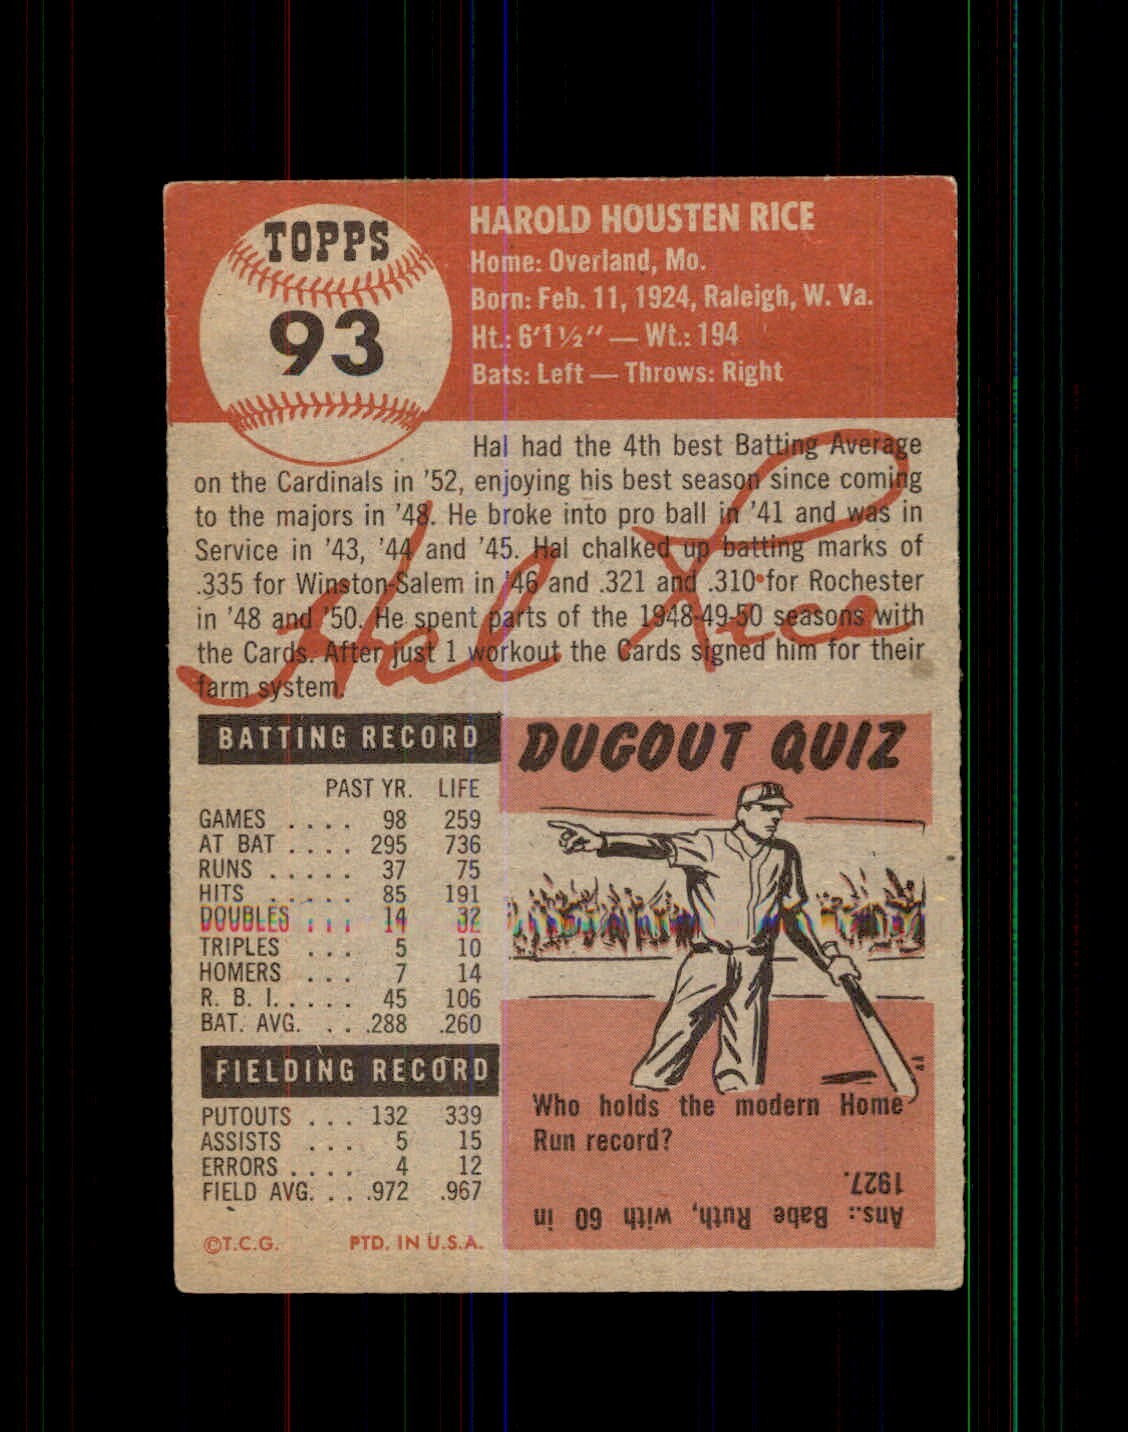 TOPPS
93
HAROLD HOUSTEN RICE
Home: Overland, Mo.
Born: Feb. 11, 1924, Raleigh, W. Va.
Ht.: 6'1½" — Wt.: 194
Bats: Left — Throws: Right
Hal had the 4th best Batting Average
on the Cardinals in '52, enjoying his best season since coming
to the majors in '48. He broke into pro ball in '41 and was in
Service in '43, '44 and '45. Hal chalked up batting marks of
.335 for Winston-Salem in '46 and .321 and .310 for Rochester
in '48 and '50. He spent parts of the 1948-49-50 seasons with
the Cards. After just 1 workout the Cards signed him for their
farm system.
Hal Rice
BATTING RECORD
PAST YR. LIFE
GAMES .... 98 259
AT BAT .... 295 736
RUNS ..... 37 75
HITS ..... 85 191
DOUBLES ... 14 32
TRIPLES ... 5 10
HOMERS ... 7 14
R. B. I. .... 45 106
BAT. AVG. ... .288 .260
FIELDING RECORD
PUTOUTS ... 132 339
ASSISTS .... 5 15
ERRORS .... 4 12
FIELD AVG. ... .972 .967
©T.C.G. PTD. IN U.S.A.
DUGOUT QUIZ
Who holds the modern Home
Run record?
Ans.: Babe Ruth, with 60 in
1927.